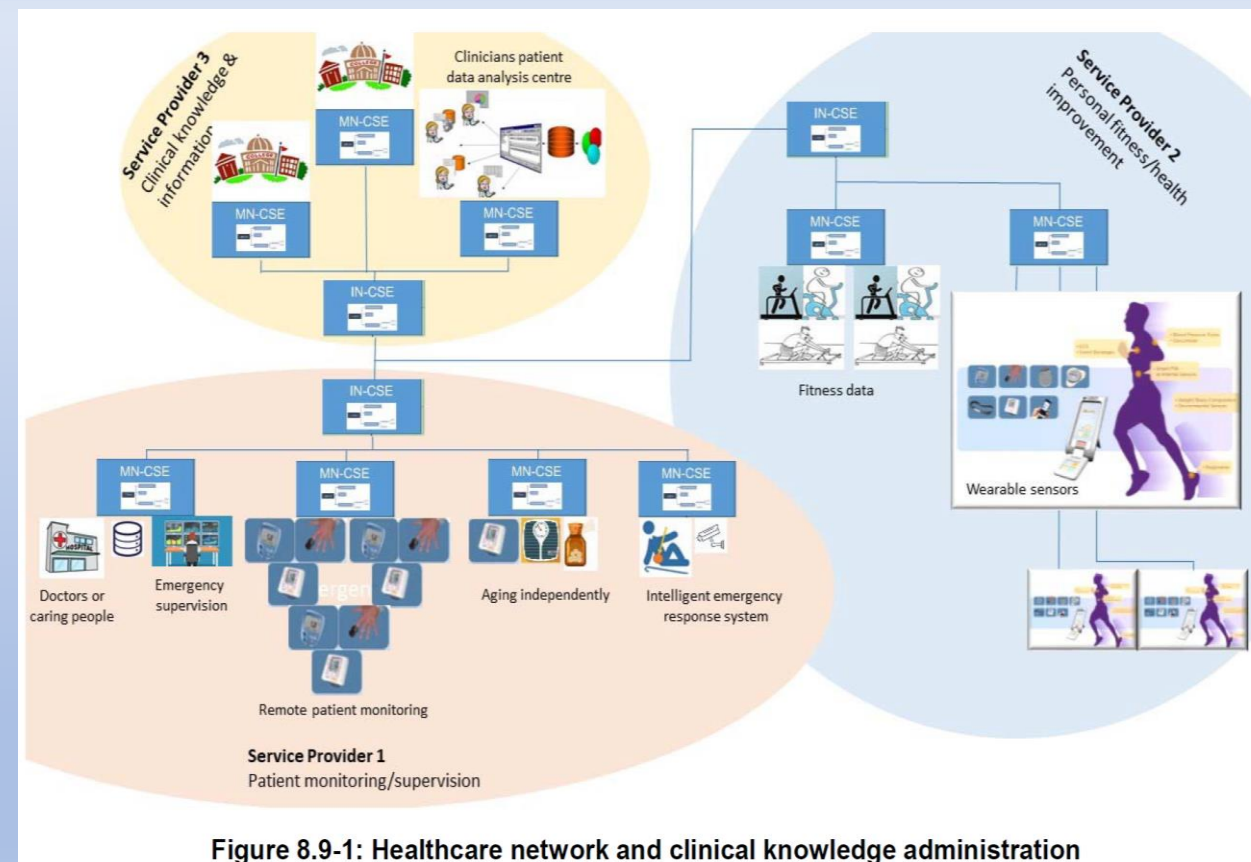 Service Provider 3
Clinical knowledge &
information
COLLEGE
MN-CSE
COLLEGE
MN-CSE
Clinicians patient
data analysis centre
MN-CSE
IN-CSE
Service Provider 2
Personal fitness/health
improvement
IN-CSE
MN-CSE
MN-CSE
Fitness data
Wearable sensors
IN-CSE
MN-CSE
MN-CSE
MN-CSE
MN-CSE
HOSPITAL
Doctors or
caring people
Emergency
supervision
ergen
Remote patient monitoring
Aging independently
Intelligent emergency
response system
Service Provider 1
Patient monitoring/supervision
Figure 8.9-1: Healthcare network and clinical knowledge administration